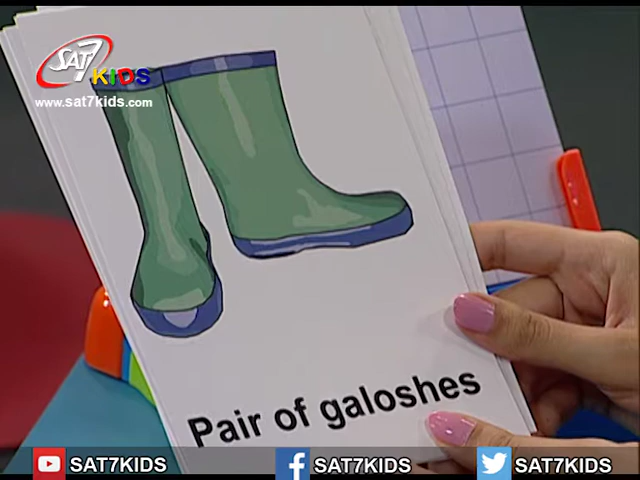 SAT7
KIDS
www.sat7kids.com
Pair of galoshes
SAT7KIDS
SAT7KIDS
SAT7KIDS